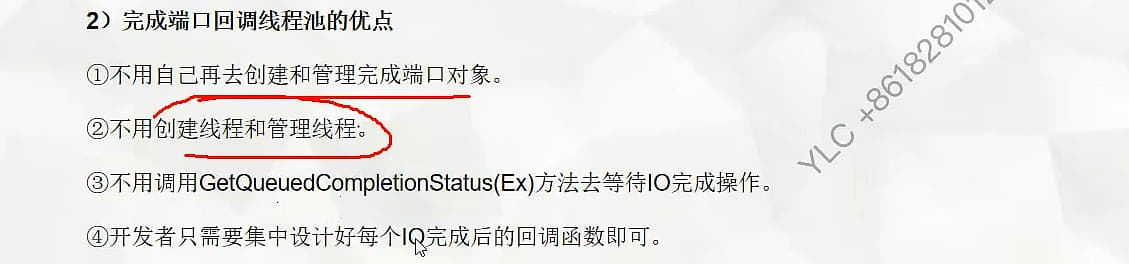 2）完成端口回调线程池的优点
①不用自己再去创建和管理完成端口对象。
②不用创建线程和管理线程。
③不用调用GetQueuedCompletionStatus(Ex)方法去等待IO完成操作。
④开发者只需要集中设计好每个IO完成后的回调函数即可。